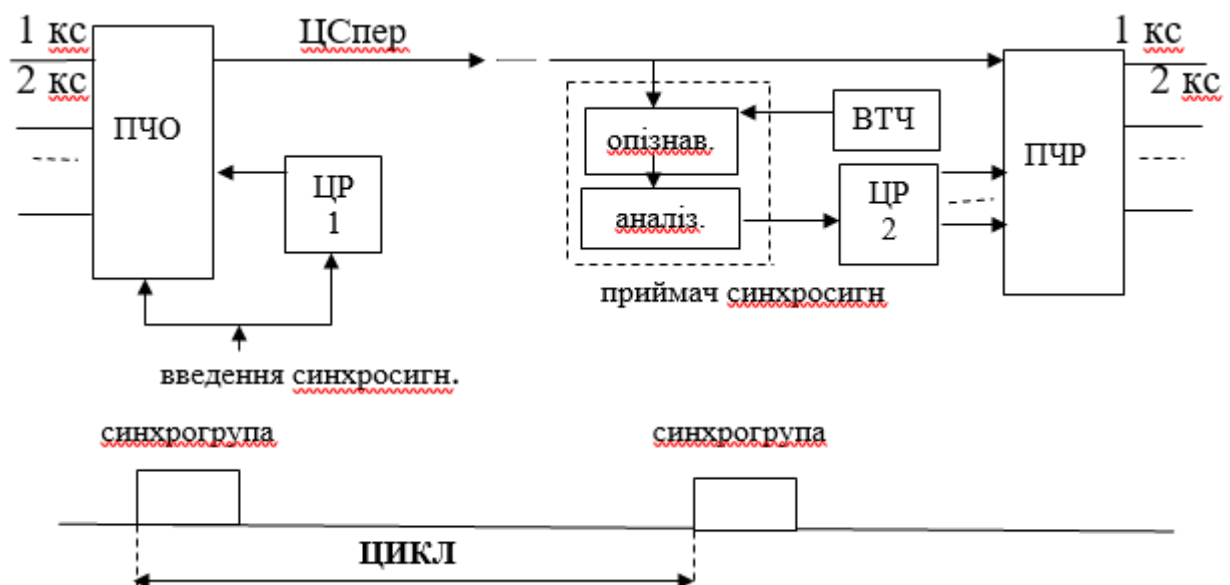 1 кс
ЦСпер
1 кс
2 кс
2 кс
ПЧО
ВТЧ
опізнав.
ПЧР
ЦР
1
ЦР
2
аналіз.
приймач синхросигн
введення синхросигн.
синхрогрупа
синхрогрупа
ЦИКЛ